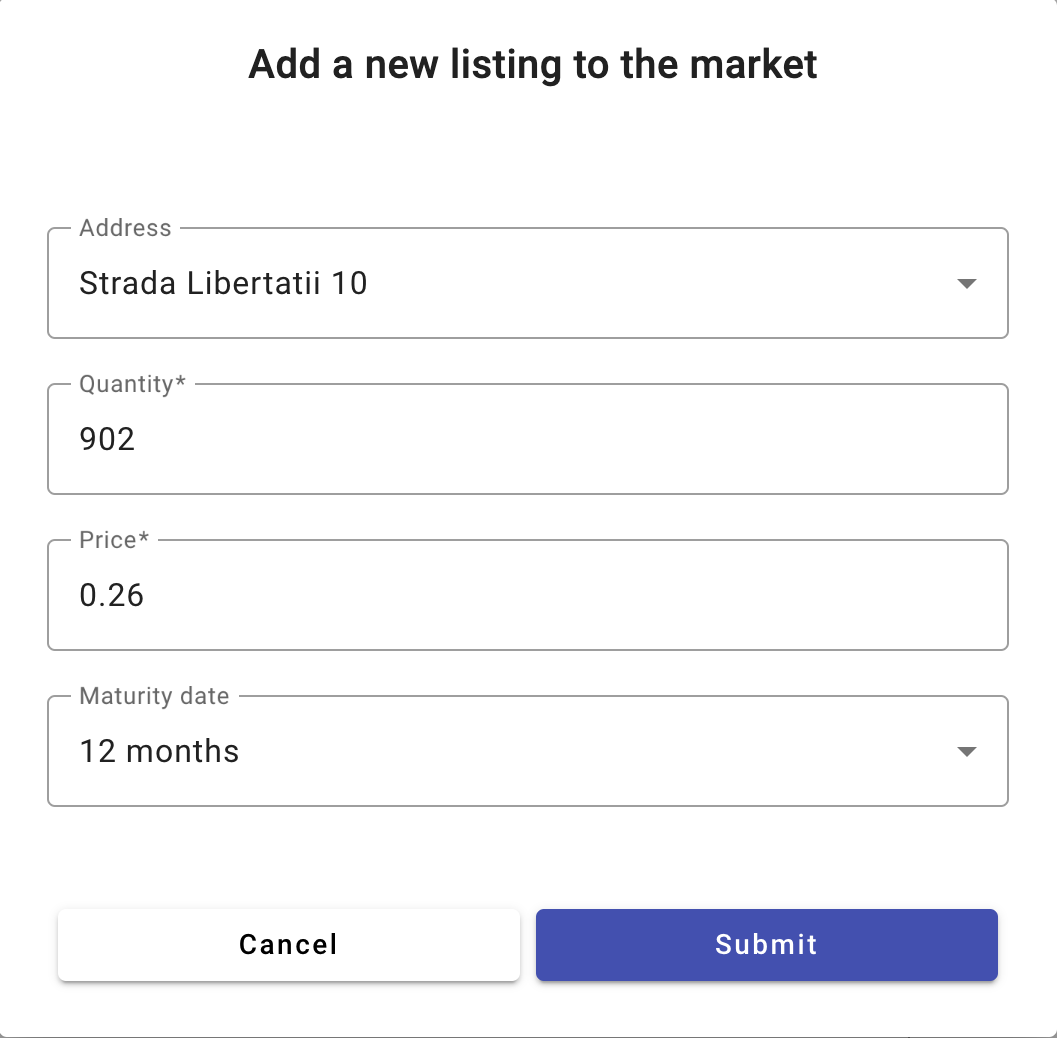 Add a new listing to the market
Address
Strada Libertatii 10
Quantity*
902
Price*
0.26
Maturity date
12 months
Cancel
Submit